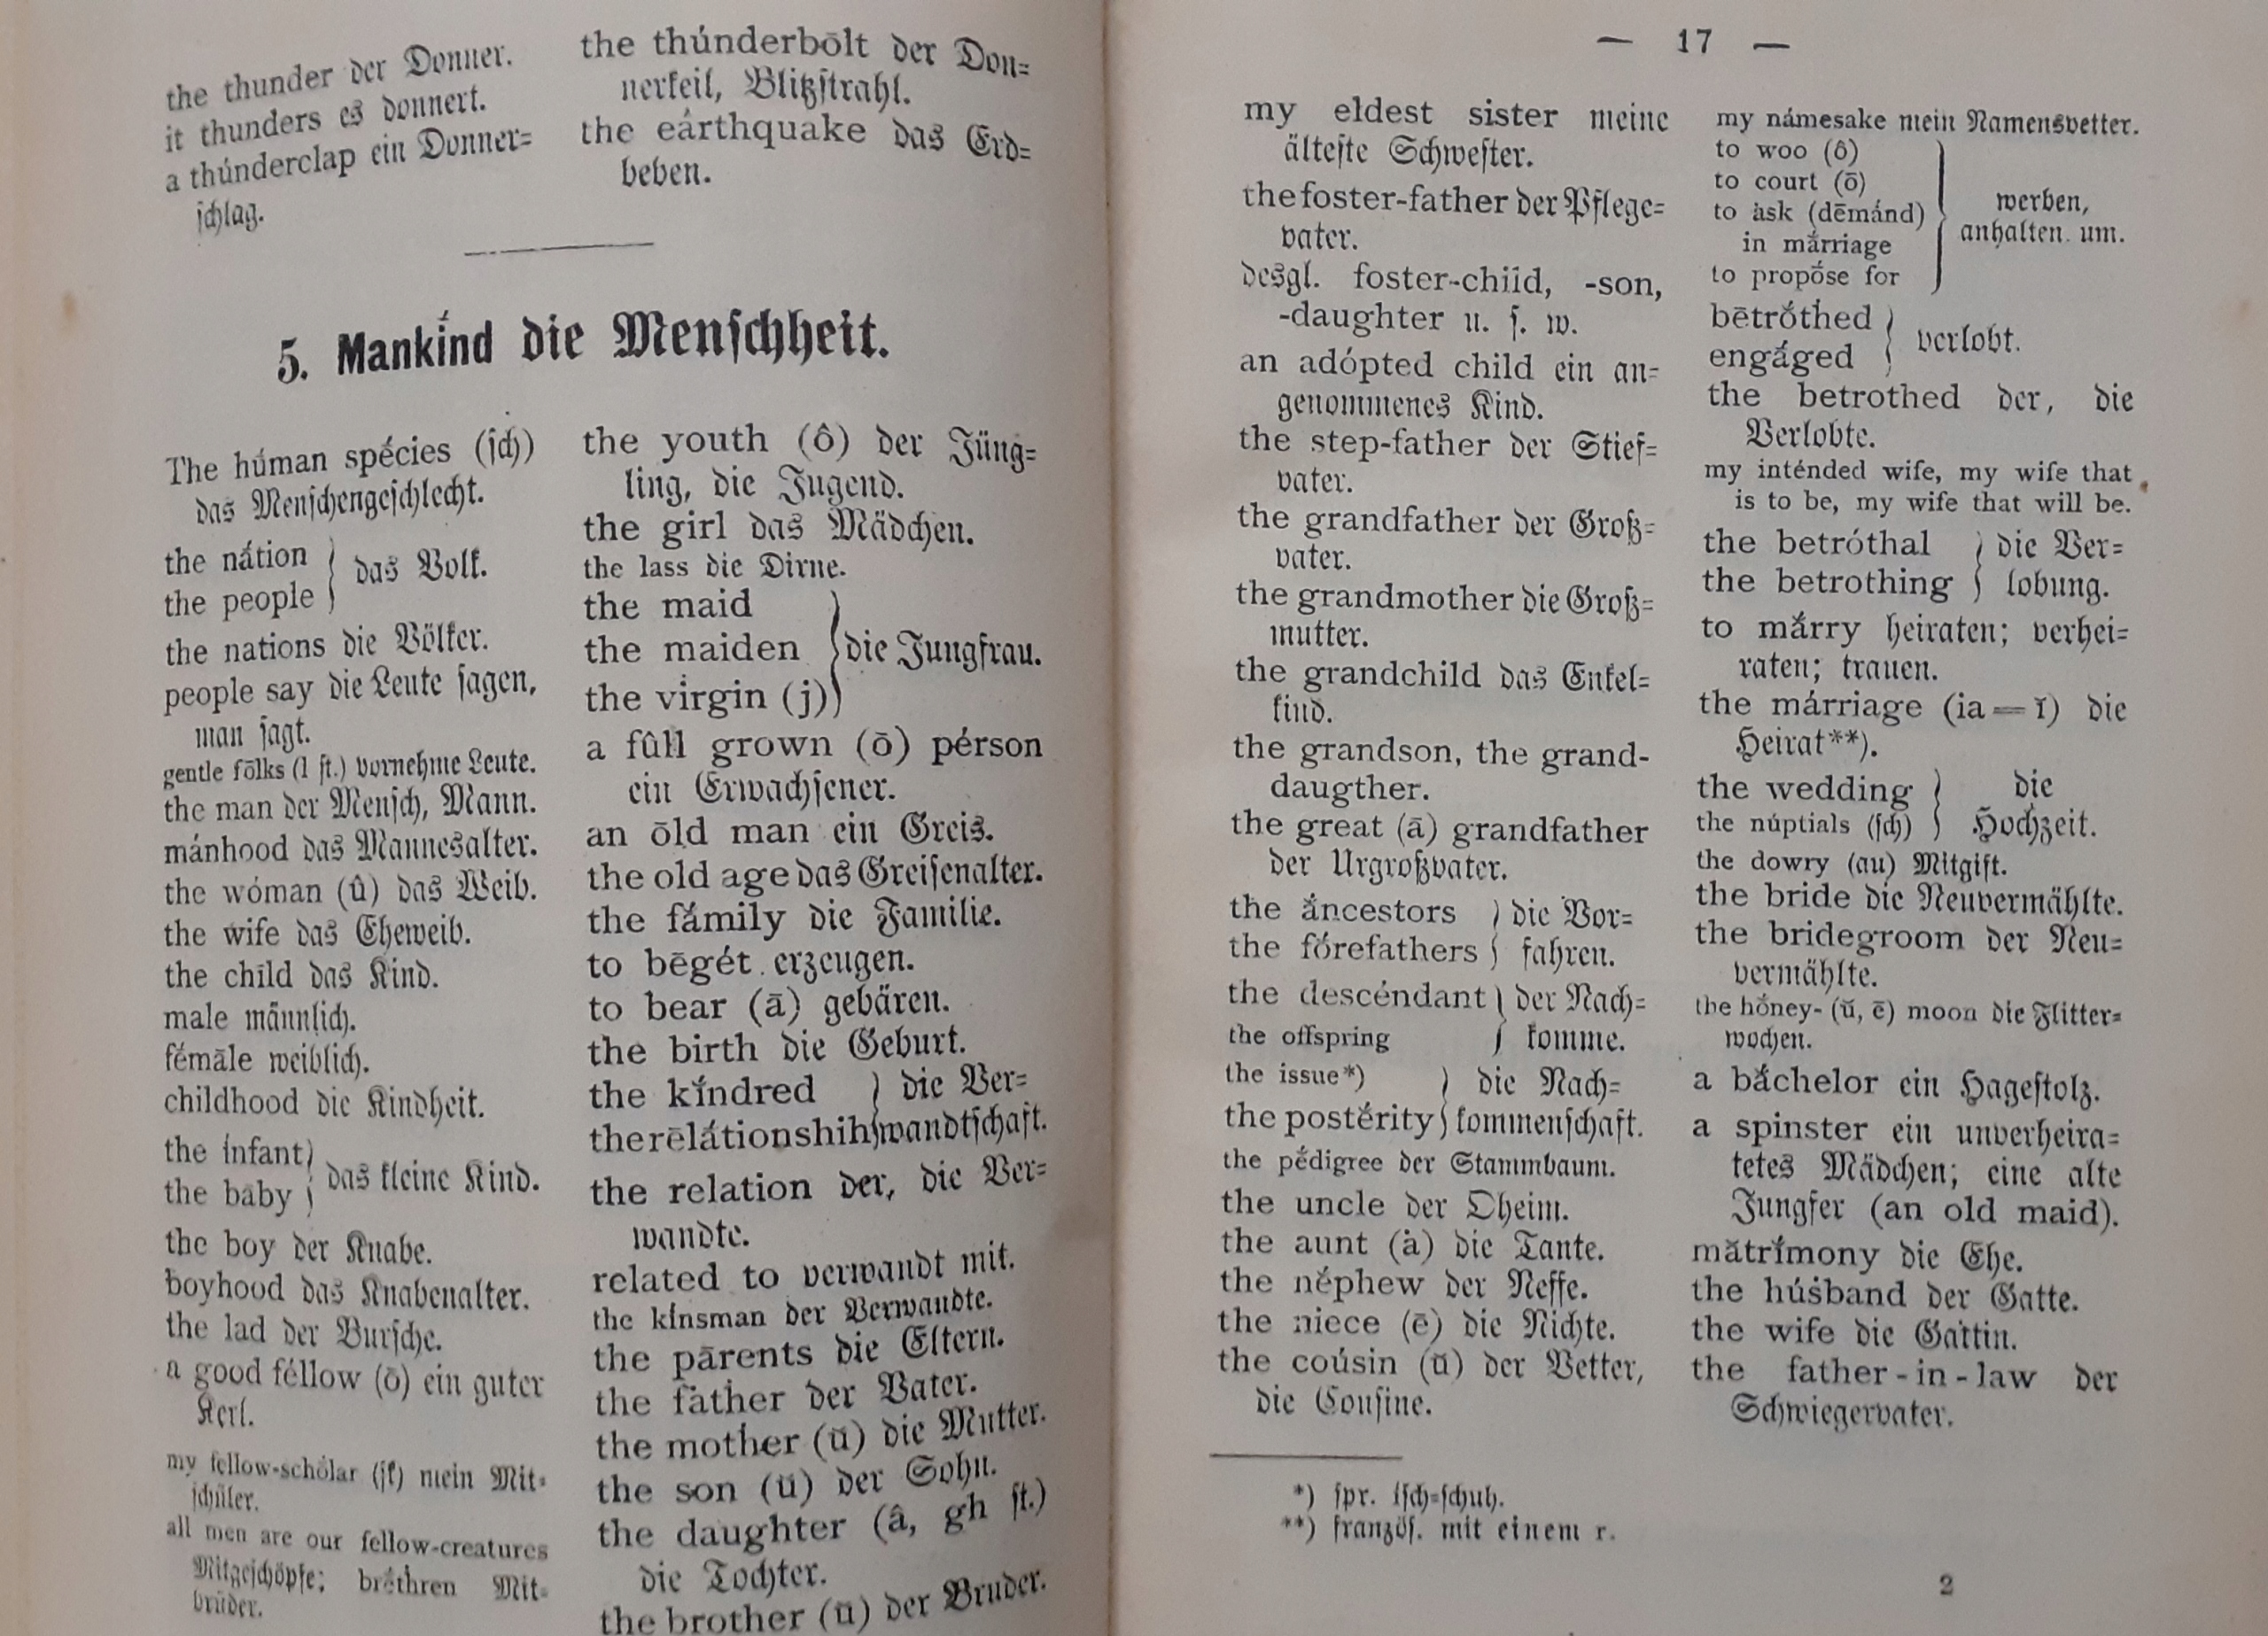 the thunder der Donner.
it thunders es donnert.
a thúnderclap ein Donner=
ſchlag.
the thúnderbōlt der Don=
nerkeil, Blitzſtrahl.
the eárthquake das Erd=
beben.
5. Mankind die Menſchheit.
The húman spécies (ſch)
das Menſchengeſchlecht.
the nátion
the people
das Volk.
the nations die Völker.
people say die Leute ſagen,
man ſagt.
gentle fōlks (l ſt.) vornehme Leute.
the man der Menſch, Mann.
mánhood das Mannesalter.
the wóman (û) das Weib.
the wife das Eheweib.
the chīld das Kind.
male männlich.
fémāle weiblich.
childhood die Kindheit.
the ínfant
the bāby
das kleine Kind.
the boy der Knabe.
boyhood das Knabenalter.
the lad der Burſche.
a good féllow (ō) ein guter
Kerl.
my fellow-schólar (ſk) mein Mit=
ſchüler.
all men are our fellow-creatures
Mitgeſchöpfe; bréthren Mit=
brüder.
the youth (ô) der Jüng=
ling, die Jugend.
the girl das Mädchen.
the lass die Dirne.
the maid
the maiden
the virgin (j)
die Jungfrau.
a fûll grown (ō) pérson
ein Erwachſener.
an ōld man ein Greis.
the old age das Greiſenalter.
the fámily die Familie.
to bēgét erzeugen.
to bear (ā) gebären.
the birth die Geburt.
the kíndred
the rēlátionshih
die Ver=
wandtſchaft.
the relation der, die Ver=
wandte.
related to verwandt mit.
the kínsman der Verwandte.
the pārents die Eltern.
the fȧther der Vater.
the mother (ŭ) die Mutter.
the son (ŭ) der Sohn.
the daughter (â, gh ſt.)
die Tochter.
the brother (ŭ) der Bruder.
— 17 —
my eldest sister meine
älteſte Schweſter.
the foster-father der Pflege=
vater.
desgl. foster-child, -son,
-daughter u. ſ. w.
an adópted child ein an=
genommenes Kind.
the step-father der Stief=
vater.
the grandfather der Groß=
vater.
the grandmother die Groß=
mutter.
the grandchild das Enkel=
kind.
the grandson, the grand-
daugther.
the great (ā) grandfather
der Urgroßvater.
the áncestors
the fórefathers
die Vor=
fahren.
the descéndant
the offspring
der Nach=
komme.
the issue*)
the postérity
die Nach=
kommenſchaft.
the pédigree der Stammbaum.
the uncle der Oheim.
the aunt (ȧ) die Tante.
the néphew der Neffe.
the niece (ē) die Nichte.
the coúsin (ŭ) der Vetter,
die Couſine.
*) ſpr. iſch=ſchuh.
**) franzöſ. mit einem r.
my námesake mein Namensvetter.
to woo (ô)
to court (ō)
to ȧsk (dēmánd)
in márriage
to propóse for
werben,
anhalten um.
bētróthed
engáged
verlobt.
the betrothed der, die
Verlobte.
my inténded wife, my wife that
is to be, my wife that will be.
the betróthal
the betrothing
die Ver=
lobung.
to márry heiraten; verhei=
raten; trauen.
the márriage (ia = ĭ) die
Heirat**).
the wedding
the núptials (ſch)
die
Hochzeit.
the dowry (au) Mitgift.
the bride die Neuvermählte.
the bridegroom der Neu=
vermählte.
the hóney- (ŭ, ē) moon die Flitter=
wochen.
a báchelor ein Hageſtolz.
a spinster ein unverheira=
tetes Mädchen; eine alte
Jungfer (an old maid).
mătrímony die Ehe.
the húsband der Gatte.
the wife die Gattin.
the father-in-law der
Schwiegervater.
2